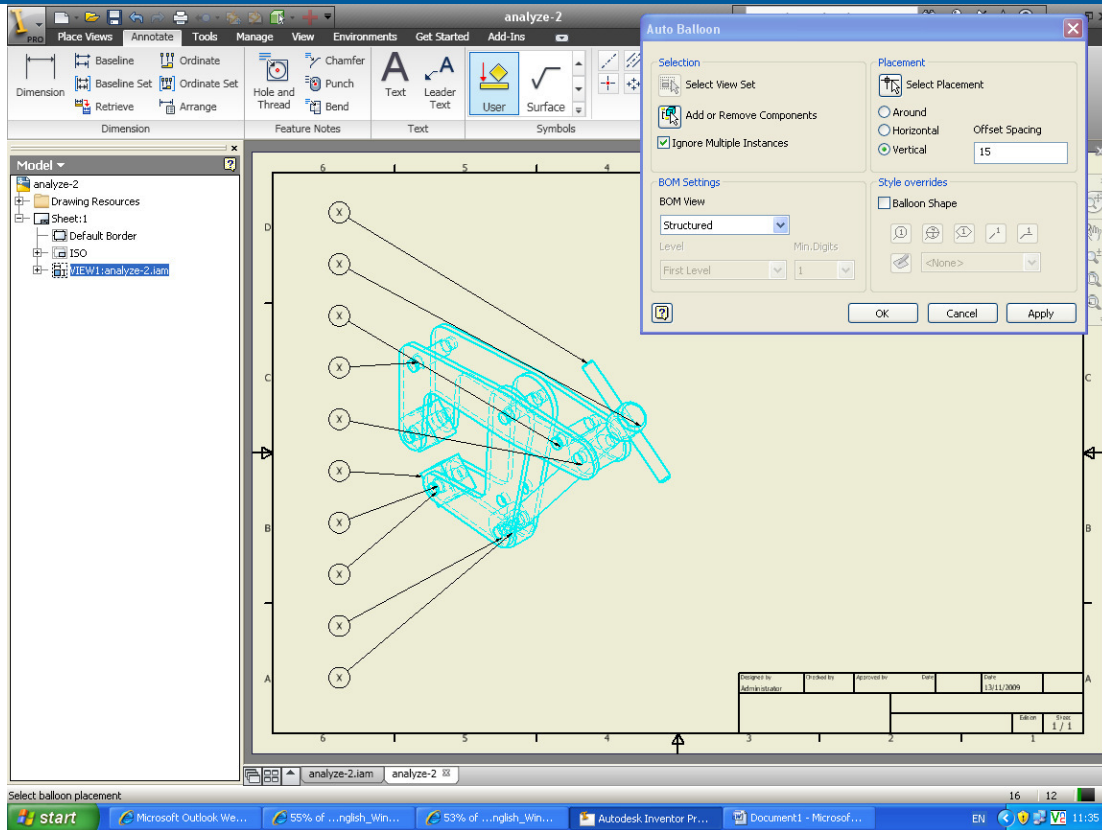 analyze-2
PRO
Place Views Annotate Tools Manage View Environments Get Started Add-Ins
Dimension
Baseline
Baseline Set
Retrieve
Ordinate
Ordinate Set
Arrange
Dimension
Hole and
Thread
Chamfer
Punch
Bend
Feature Notes
A
Text
A
Leader
Text
Text
User
Surface
Symbols
Auto Balloon
Selection
Select View Set
Add or Remove Components
Ignore Multiple Instances
Placement
Select Placement
Around
Horizontal
Vertical
Offset Spacing
15
BOM Settings
BOM View
Structured
Level Min.Digits
First Level 1
Style overrides
Balloon Shape
<None>
OK Cancel Apply
Model
analyze-2
Drawing Resources
Sheet:1
Default Border
ISO
VIEW1:analyze-2.iam
6 5 4
D
C C
B B
A A
X
X
X
X
X
X
X
X
X
X
Designed by Checked by Approved by Date Date
Administrator 13/11/2009
Edition Sheet
1 / 1
6 5 4 3 2 1
analyze-2.iam analyze-2
Select balloon placement
16 12
start
Microsoft Outlook We...
55% of ...nglish_Win...
53% of ...nglish_Win...
Autodesk Inventor Pr...
Document1 - Microsof...
EN
11:35